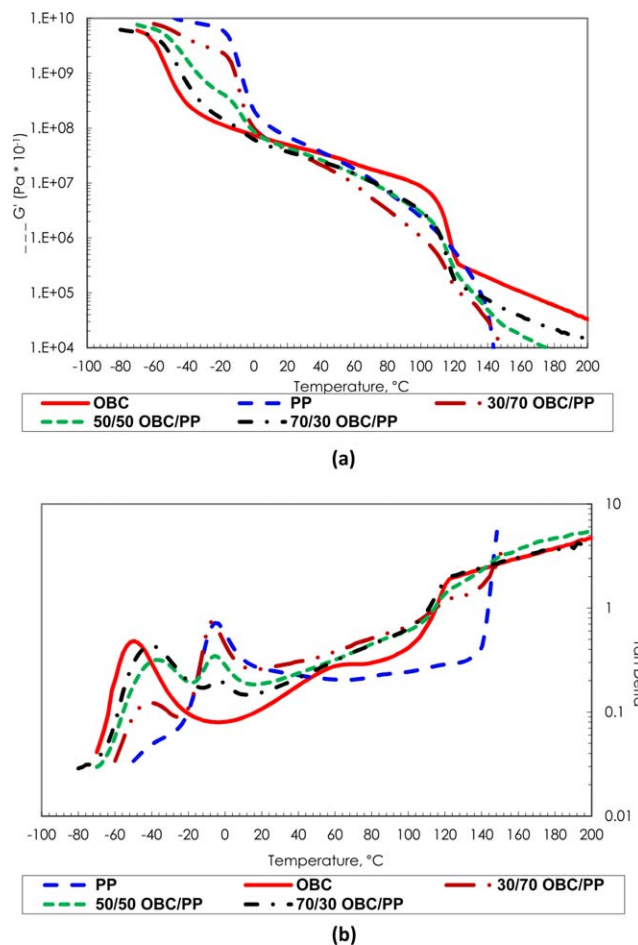 (a)
1.E+10
1.E+09
1.E+08
1.E+07
1.E+06
1.E+05
1.E+04
G' (Pa * 10⁻¹)
-100 -80 -60 -40 -20 0 20 40 60 80 100 120 140 160 180 200
Temperature, °C
OBC PP 30/70 OBC/PP
50/50 OBC/PP 70/30 OBC/PP
(a)
10
1
0.1
0.01
-100 -80 -60 -40 -20 0 20 40 60 80 100 120 140 160 180 200
Temperature, °C
PP OBC 30/70 OBC/PP
50/50 OBC/PP 70/30 OBC/PP
(b)